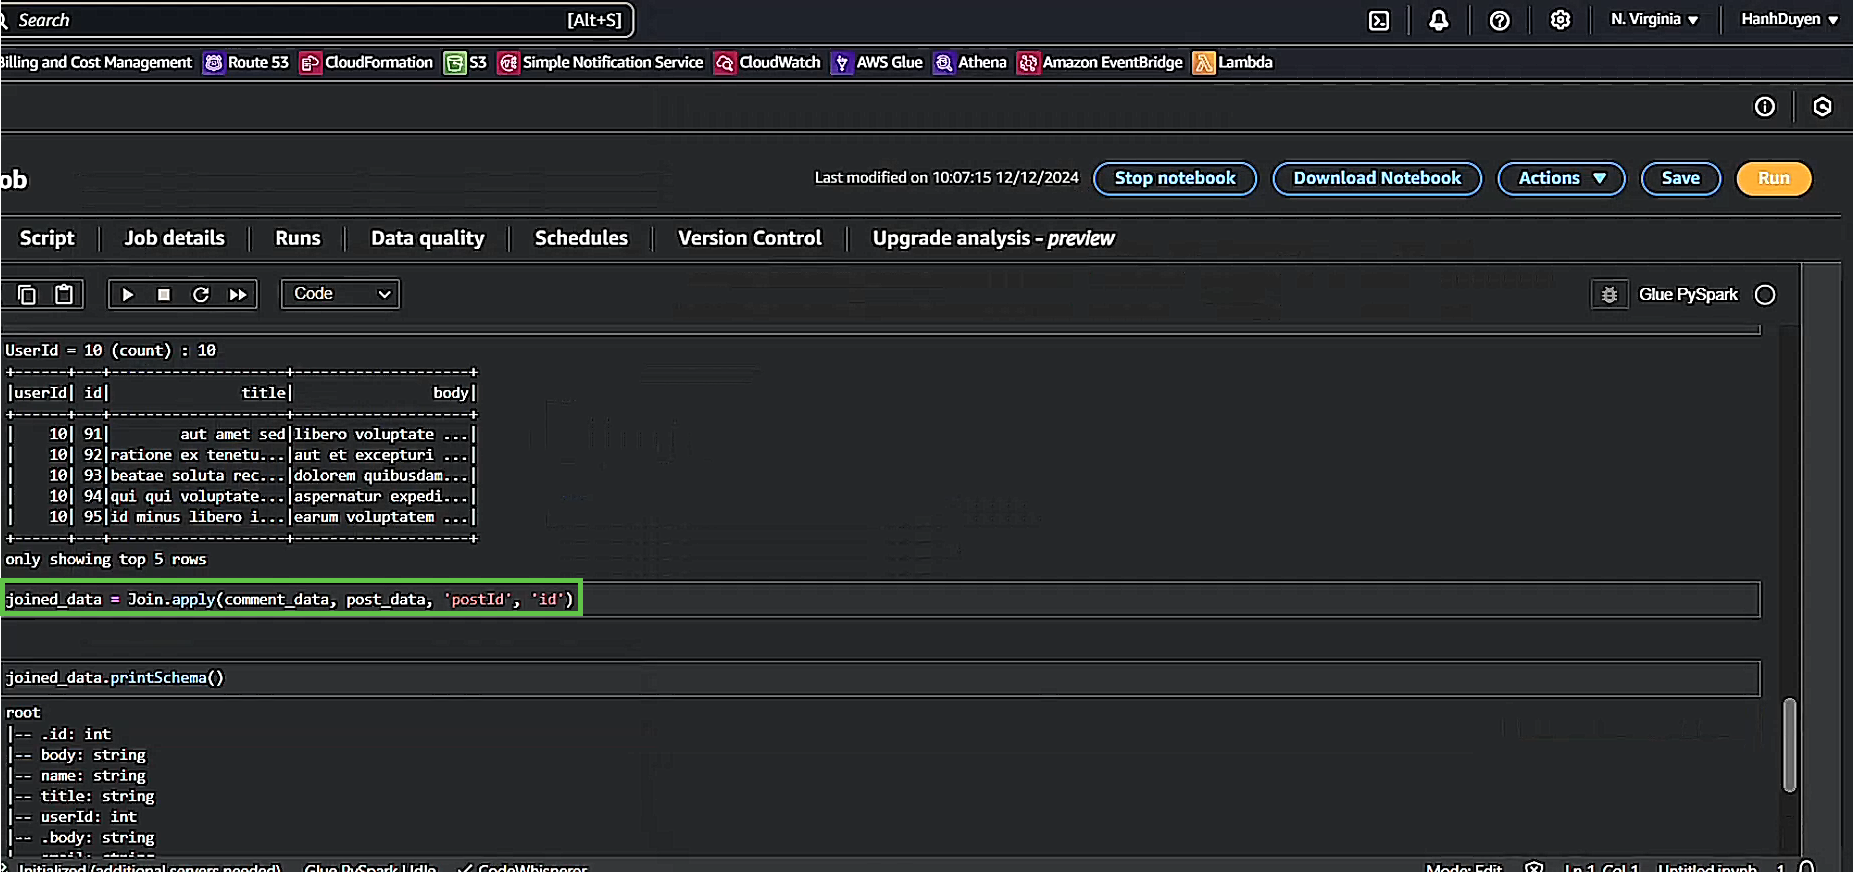 Search [Alt+S] N. Virginia HanhDuyen
Billing and Cost Management Route 53 CloudFormation S3 Simple Notification Service CloudWatch AWS Glue Athena Amazon EventBridge Lambda
ob Last modified on 10:07:15 12/12/2024 Stop notebook Download Notebook Actions Save Run
Script Job details Runs Data quality Schedules Version Control Upgrade analysis - preview
Code Glue PySpark
UserId = 10 (count) : 10
+------+---+--------------------+--------------------+
|userId| id|               title|                body|
+------+---+--------------------+--------------------+
|    10| 91|        aut amet sed|libero voluptate ...|
|    10| 92|ratione ex tenetu...|aut et excepturi ...|
|    10| 93|beatae soluta rec...|dolorem quibusdam...|
|    10| 94|qui qui voluptate...|aspernatur expedi...|
|    10| 95|id minus libero i...|earum voluptatem ...|
+------+---+--------------------+--------------------+
only showing top 5 rows
joined_data = Join.apply(comment_data, post_data, 'postId', 'id')
joined_data.printSchema()
root
|-- .id: int
|-- body: string
|-- name: string
|-- title: string
|-- userId: int
|-- .body: string
|-- email: string
Initialized (additional servers needed) Glue PySpark | Idle CodeWhisperer Mode: Edit Ln 1, Col 1 Untitled.ipynb 1